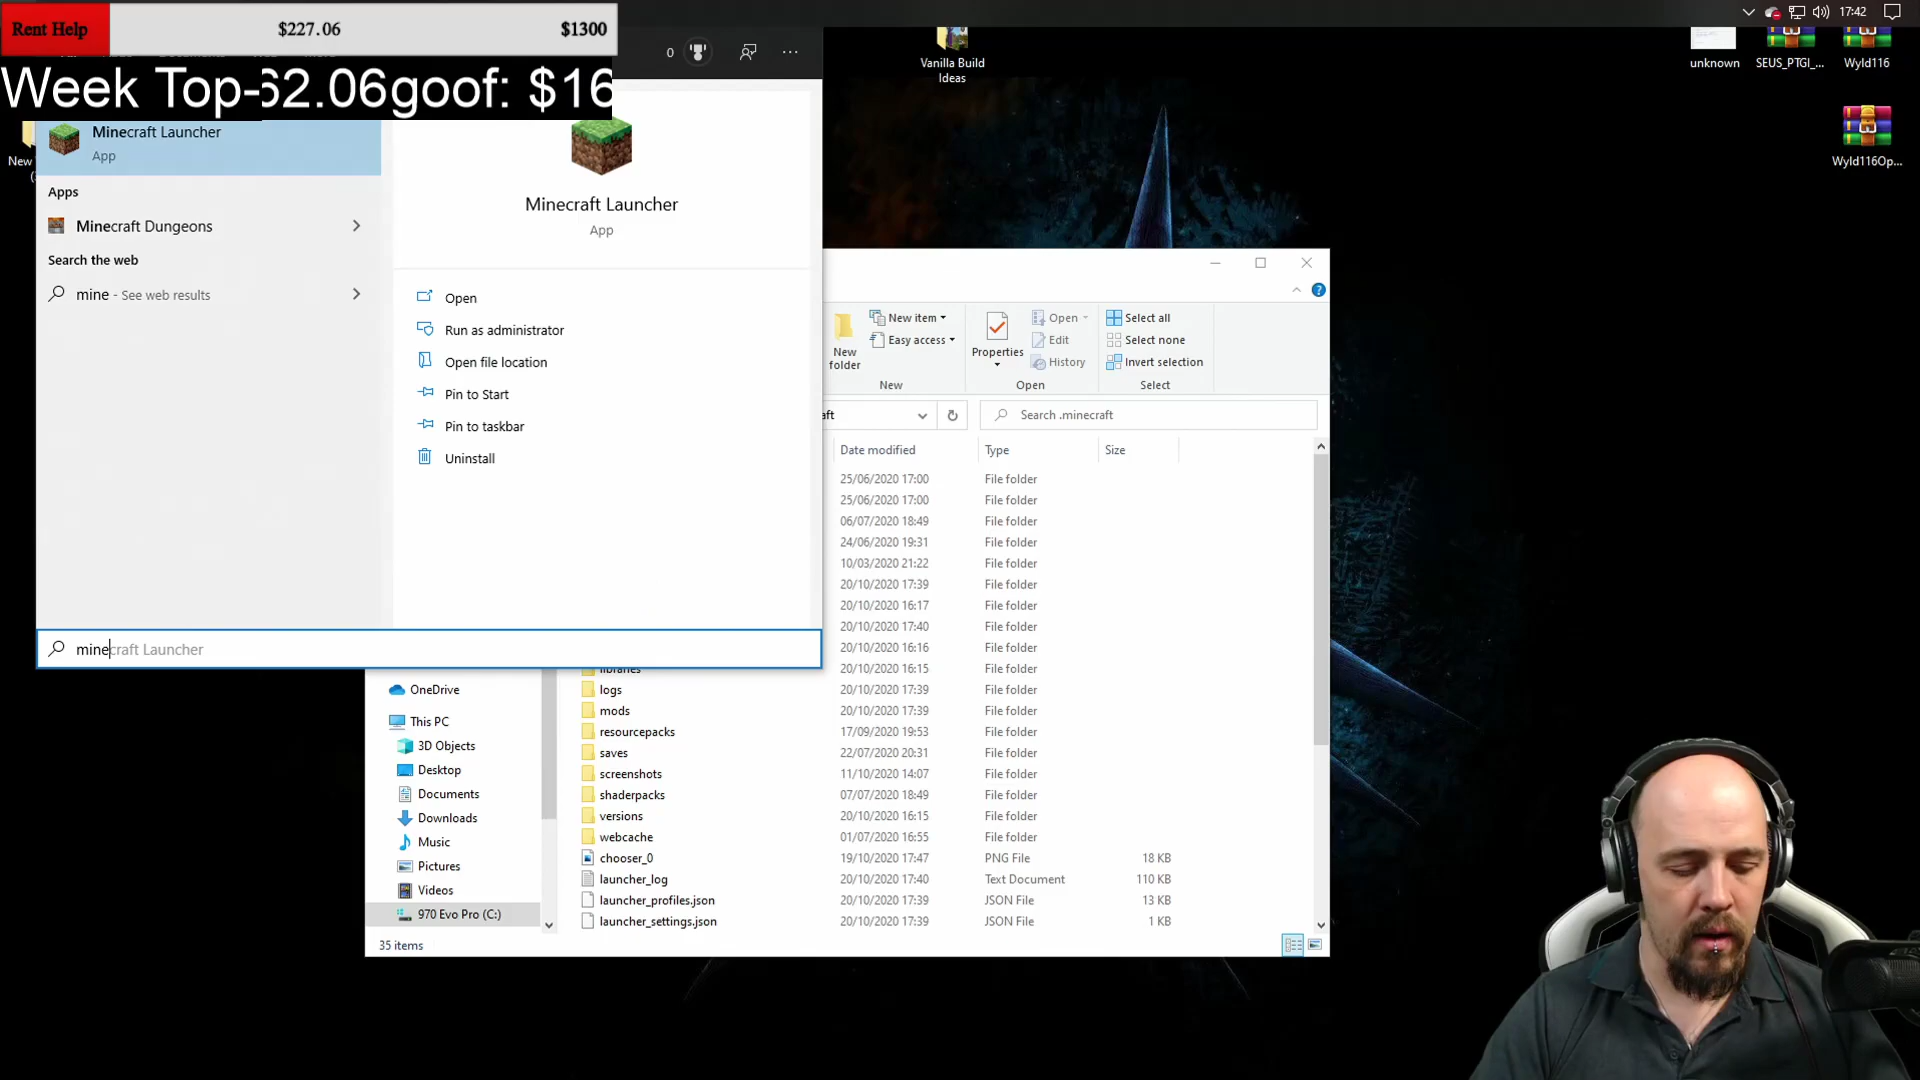 Rent Help $227.06 $1300
17:42
0
Week Top-62.06goof: $16
Vanilla Build
Ideas
unknown
SEUS_PTGI_...
Wyld116
New
Wyld116Op...
Minecraft Launcher
App
Apps
Minecraft Dungeons
Search the web
mine - See web results
Minecraft Launcher
App
Open
Run as administrator
Open file location
Pin to Start
Pin to taskbar
Uninstall
minecraft Launcher
New
folder
New item
Easy access
New
Properties
Open
Edit
History
Open
Select all
Select none
Invert selection
Select
aft
Search .minecraft
Date modified Type Size
25/06/2020 17:00 File folder
25/06/2020 17:00 File folder
06/07/2020 18:49 File folder
24/06/2020 19:31 File folder
10/03/2020 21:22 File folder
20/10/2020 17:39 File folder
20/10/2020 16:17 File folder
20/10/2020 17:40 File folder
20/10/2020 16:16 File folder
libraries 20/10/2020 16:15 File folder
logs 20/10/2020 17:39 File folder
mods 20/10/2020 17:39 File folder
resourcepacks 17/09/2020 19:53 File folder
saves 22/07/2020 20:31 File folder
screenshots 11/10/2020 14:07 File folder
shaderpacks 07/07/2020 18:49 File folder
versions 20/10/2020 16:15 File folder
webcache 01/07/2020 16:55 File folder
chooser_0 19/10/2020 17:47 PNG File 18 KB
launcher_log 20/10/2020 17:40 Text Document 110 KB
launcher_profiles.json 20/10/2020 17:39 JSON File 13 KB
launcher_settings.json 20/10/2020 17:39 JSON File 1 KB
OneDrive
This PC
3D Objects
Desktop
Documents
Downloads
Music
Pictures
Videos
970 Evo Pro (C:)
35 items